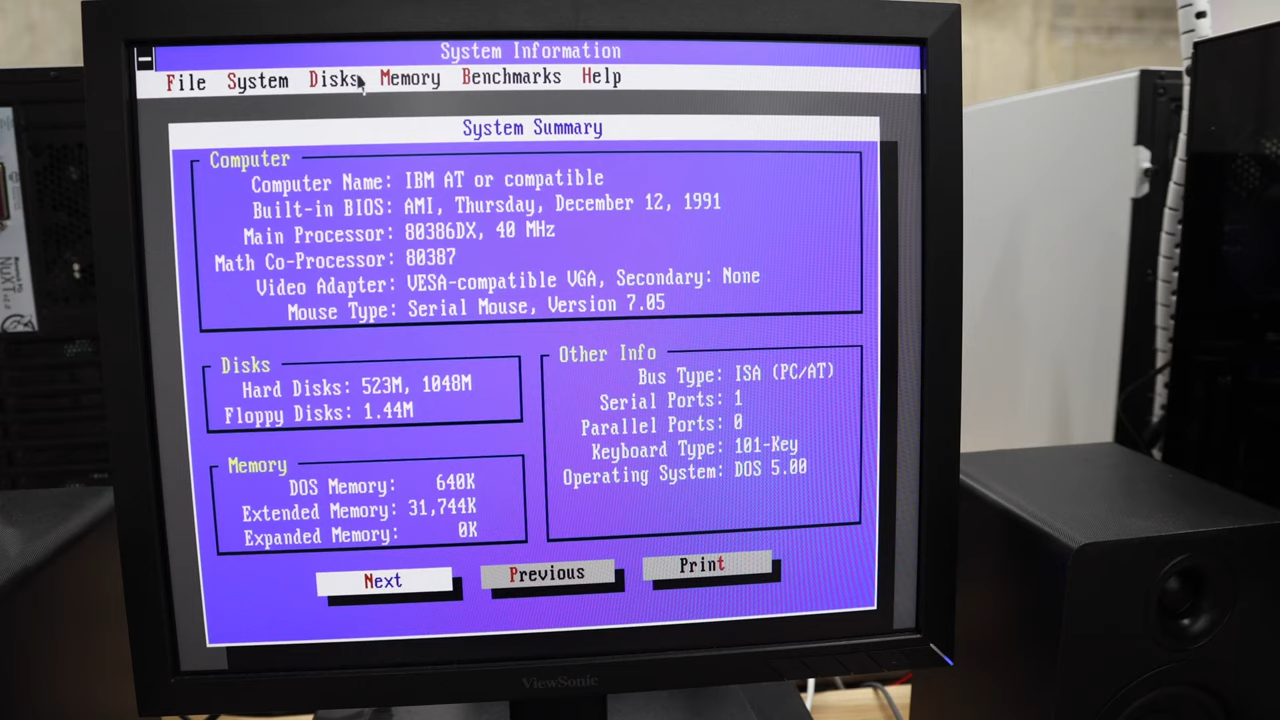 System Information
File System Disks Memory Benchmarks Help
System Summary
Computer
Computer Name: IBM AT or compatible
Built-in BIOS: AMI, Thursday, December 12, 1991
Main Processor: 80386DX, 40 MHz
Math Co-Processor: 80387
Video Adapter: VESA-compatible VGA, Secondary: None
Mouse Type: Serial Mouse, Version 7.05
Disks
Hard Disks: 523M, 1048M
Floppy Disks: 1.44M
Memory
DOS Memory: 640K
Extended Memory: 31,744K
Expanded Memory: 0K
Other Info
Bus Type: ISA (PC/AT)
Serial Ports: 1
Parallel Ports: 0
Keyboard Type: 101-Key
Operating System: DOS 5.00
Next Previous Print
ViewSonic
NuXT